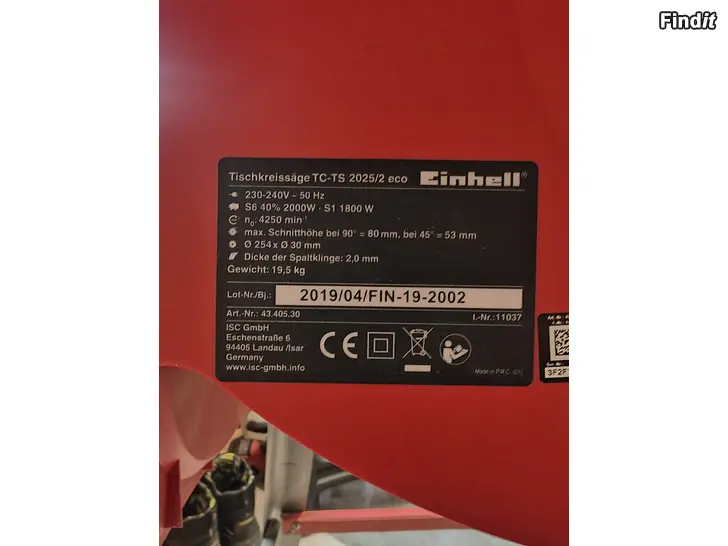 Findit
Tischkreissäge TC-TS 2025/2 eco Einhell®
230-240V ~ 50 Hz
S6 40% 2000W · S1 1800 W
n₀: 4250 min⁻¹
max. Schnitthöhe bei 90° = 80 mm, bei 45° = 53 mm
Ø 254 x Ø 30 mm
Dicke der Spaltklinge: 2,0 mm
Gewicht: 19,5 kg
Lot-Nr./Bj.: 2019/04/FIN-19-2002
Art.-Nr.: 43.405.30 I.-Nr.:11037
ISC GmbH
Eschenstraße 6
94405 Landau /Isar
Germany
www.isc-gmbh.info
CE
Made in P.R.C. (01)
3F2F